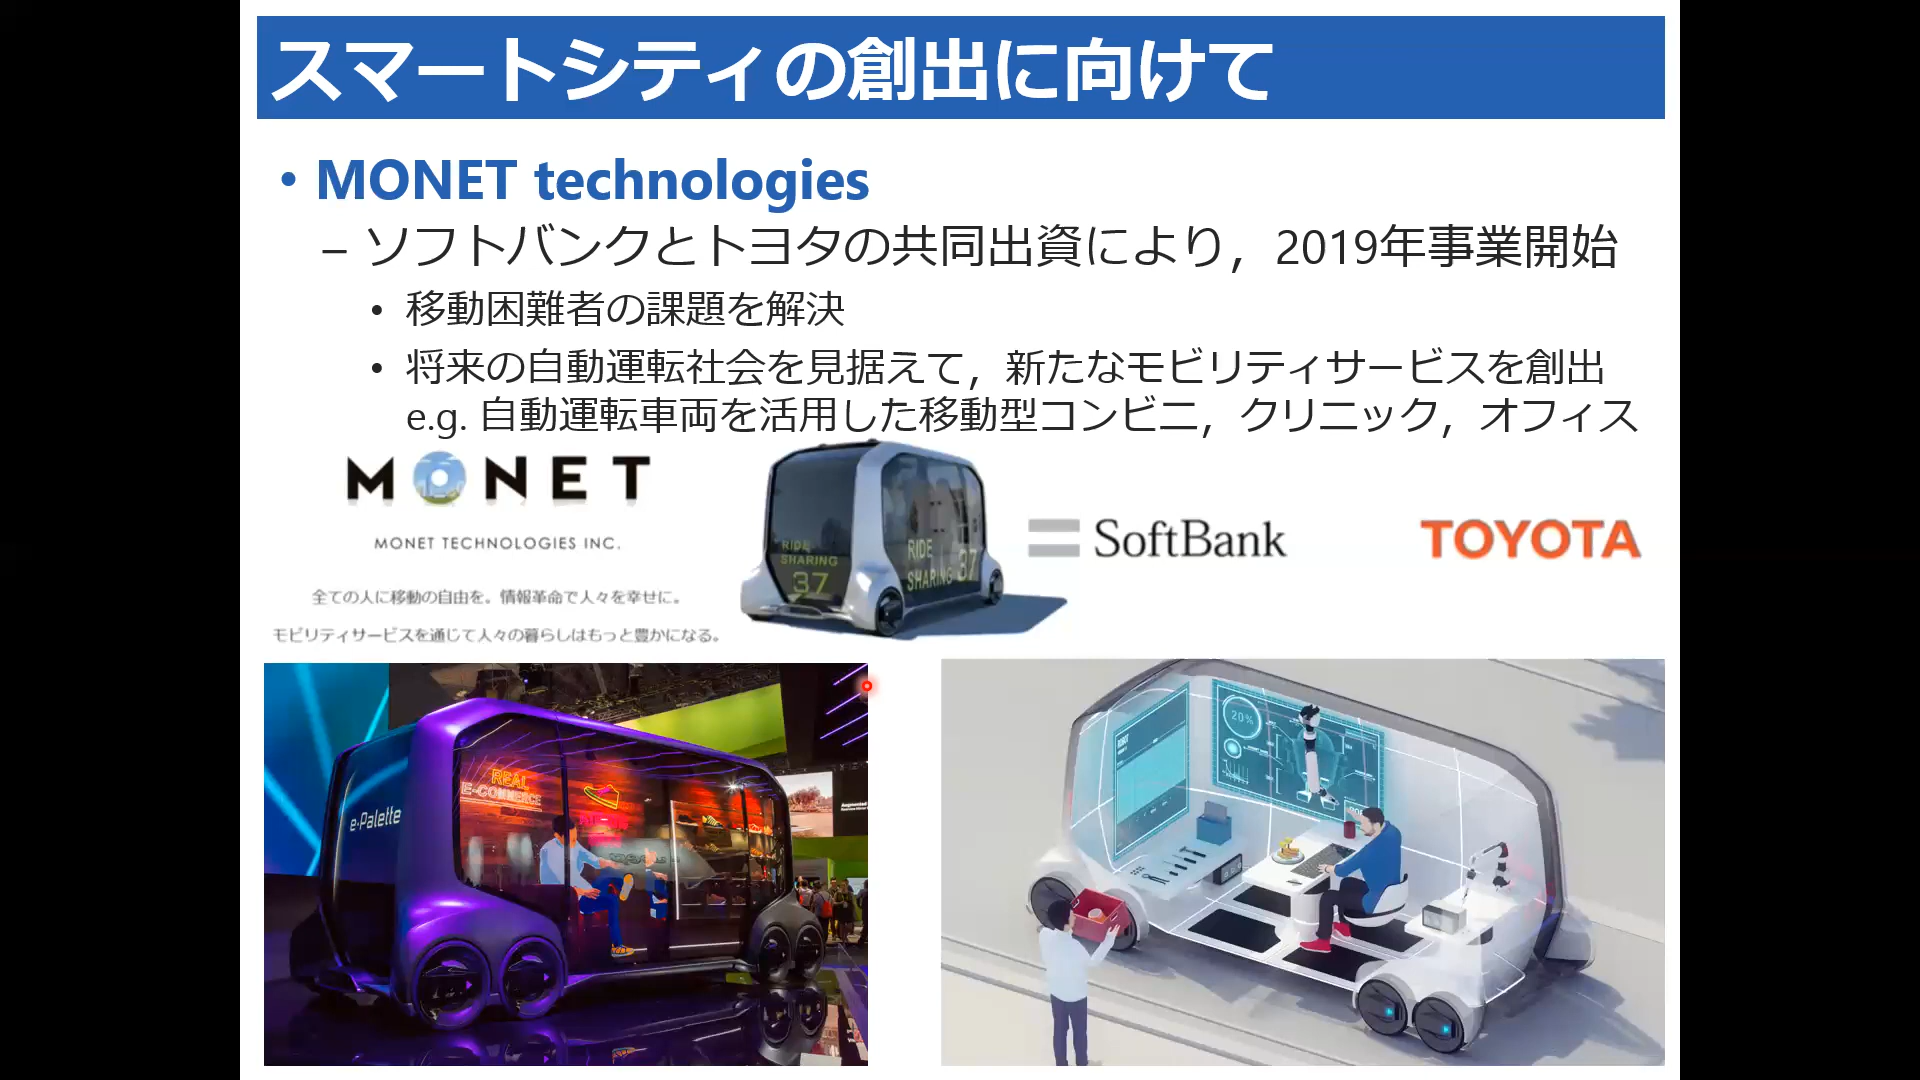 スマートシティの創出に向けて
• MONET technologies
– ソフトバンクとトヨタの共同出資により，2019年事業開始
• 移動困難者の課題を解決
• 将来の自動運転社会を見据えて，新たなモビリティサービスを創出
e.g. 自動運転車両を活用した移動型コンビニ，クリニック，オフィス
MONET
MONET TECHNOLOGIES INC.
全ての人に移動の自由を。情報革命で人々を幸せに。
モビリティサービスを通じて人々の暮らしはもっと豊かになる。
RIDE
SHARING
37
RIDE
SHARING 37
SoftBank
TOYOTA
REAL
E-COMMERCE
e-Palette
Augmented
20%